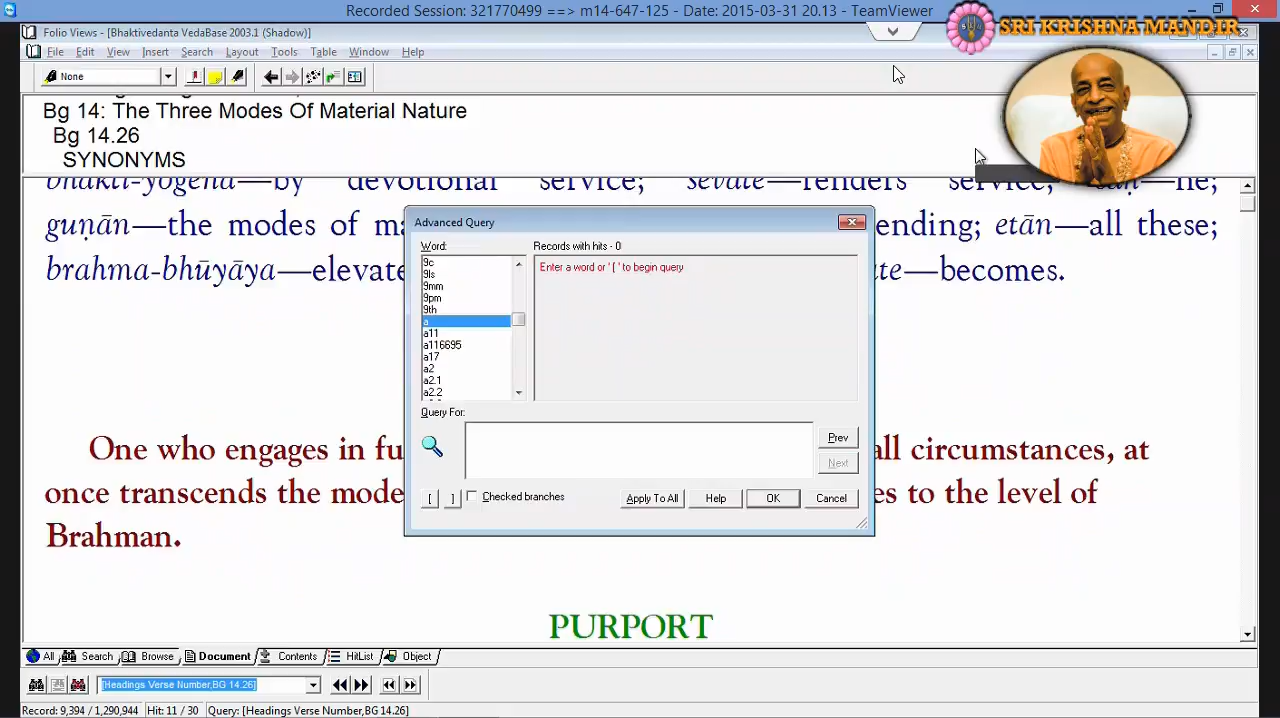 Recorded Session: 321770499 ==> m14-647-125 - Date: 2015-03-31 20.13 - TeamViewer
SRI KRISHNA MANDIR
Folio Views - [Bhaktivedanta VedaBase 2003.1 (Shadow)]
File Edit View Insert Search Layout Tools Table Window Help
None
Bg 14: The Three Modes Of Material Nature
Bg 14.26
SYNONYMS
bhakti-yogena—by devotional service; sevate—renders service; saḥ—he;
guṇān—the modes of ending; etān—all these;
brahma-bhūyāya—elevate —becomes.
Advanced Query
Word:
Records with hits - 0
9c
9ls
9mm
9pm
9th
a
a11
a116695
a17
a2
a2.1
a2.2
Enter a word or ' [ ' to begin query
Query For:
Prev
Next
[ ] Checked branches
Apply To All Help OK Cancel
One who engages in fu all circumstances, at
once transcends the mode es to the level of
Brahman.
PURPORT
All Search Browse Document Contents HitList Object
[Headings Verse Number,BG 14.26]
Record: 9,394 / 1,290,944 Hit: 11 / 30 Query: [Headings Verse Number,BG 14.26]